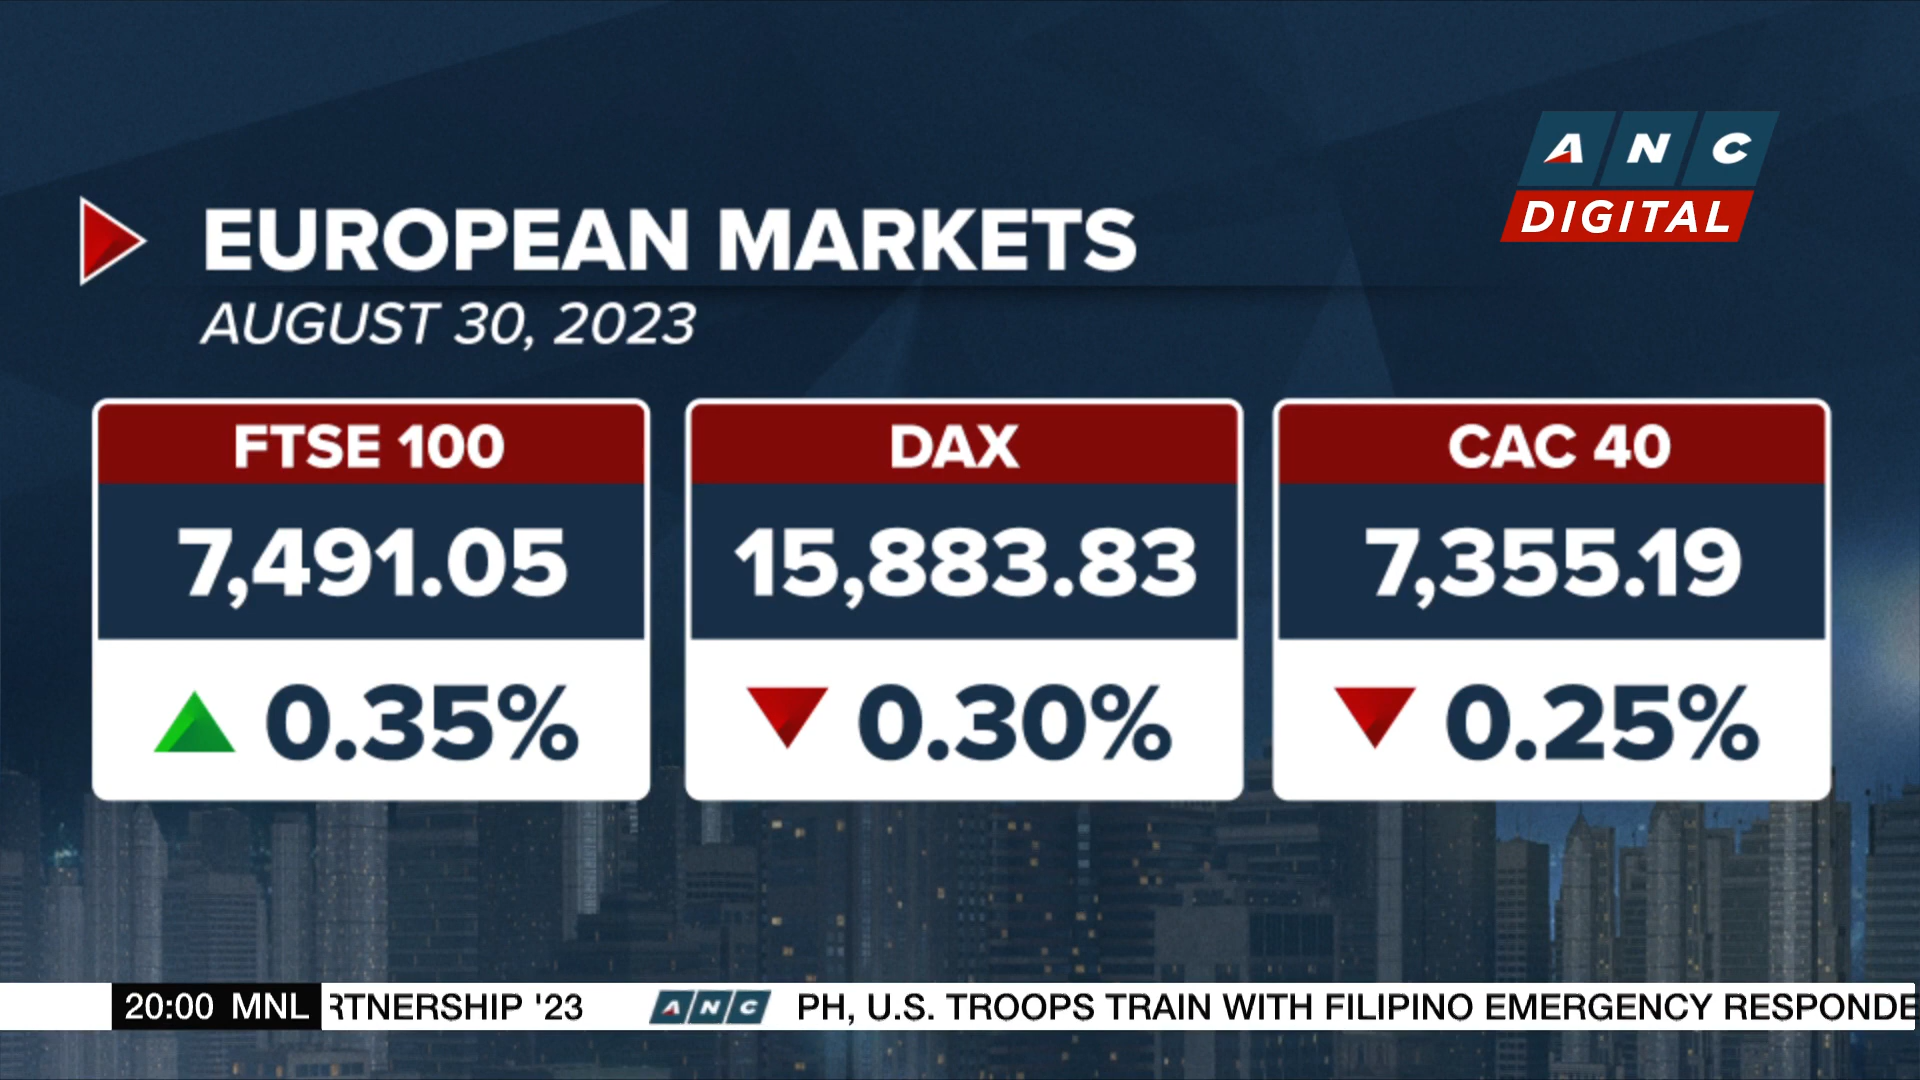 ANC
DIGITAL
EUROPEAN MARKETS
AUGUST 30, 2023
FTSE 100
7,491.05
0.35%
DAX
15,883.83
0.30%
CAC 40
7,355.19
0.25%
20:00 MNL
'23 ANC PH, U.S. TROOPS TRAIN WITH FILIPINO EMERGENCY